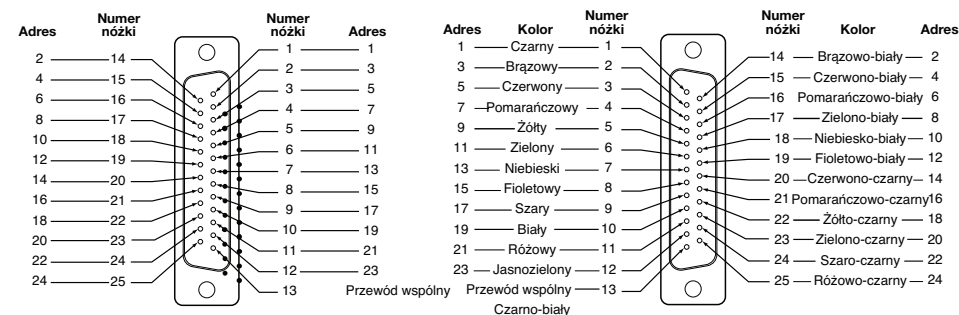 Adres Numer nóżki Numer nóżki Adres
1 1
2 14
2 3
4 15
3 5
6 16
4 7
8 17
5 9
10 18
6 11
12 19
7 13
14 20
8 15
16 21
9 17
18 22
10 19
20 23
11 21
22 24
12 23
24 25
13 Przewód wspólny
Adres Kolor Numer nóżki
1 Czarny 1
3 Brązowy 2
5 Czerwony 3
7 Pomarańczowy 4
9 Żółty 5
11 Zielony 6
13 Niebieski 7
15 Fioletowy 8
17 Szary 9
19 Biały 10
21 Różowy 11
23 Jasnozielony 12
Przewód wspólny 13
Czarno-biały
Numer nóżki Kolor Adres
14 Brązowo-biały 2
15 Czerwono-biały 4
16 Pomarańczowo-biały 6
17 Zielono-biały 8
18 Niebiesko-biały 10
19 Fioletowo-biały 12
20 Czerwono-czarny 14
21 Pomarańczowo-czarny 16
22 Żółto-czarny 18
23 Zielono-czarny 20
24 Szaro-czarny 22
25 Różowo-czarny 24